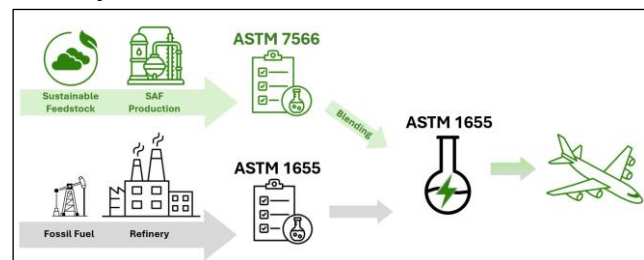 ASTM 7566
Sustainable
Feedstock
SAF
Production
Blending
ASTM 1655
ASTM 1655
Fossil Fuel
Refinery